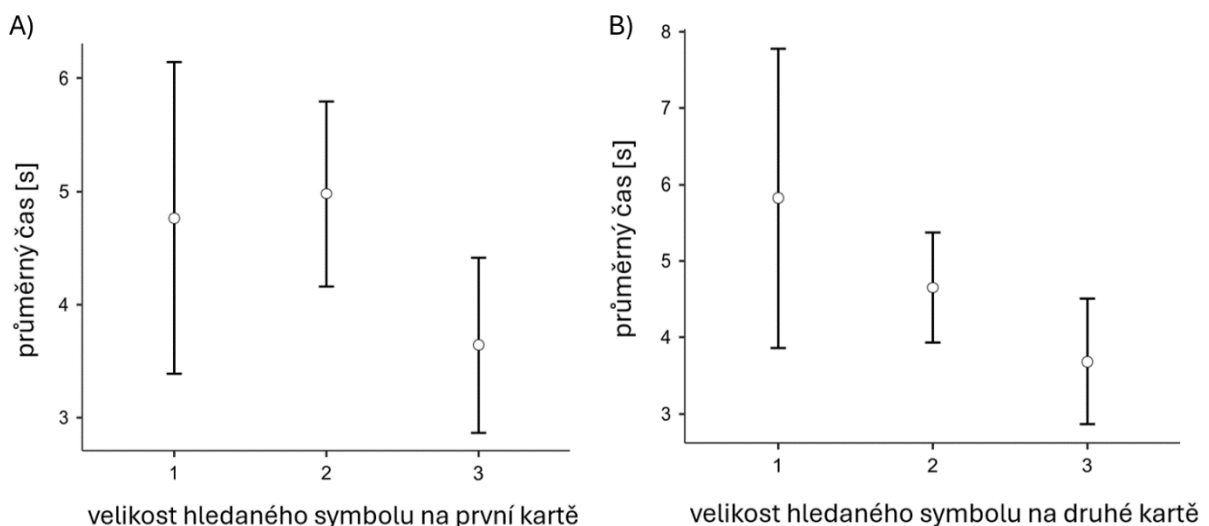 A)
průměrný čas [s]
6
5
4
3
1 2 3
velikost hledaného symbolu na první kartě
B)
průměrný čas [s]
8
7
6
5
4
3
1 2 3
velikost hledaného symbolu na druhé kartě